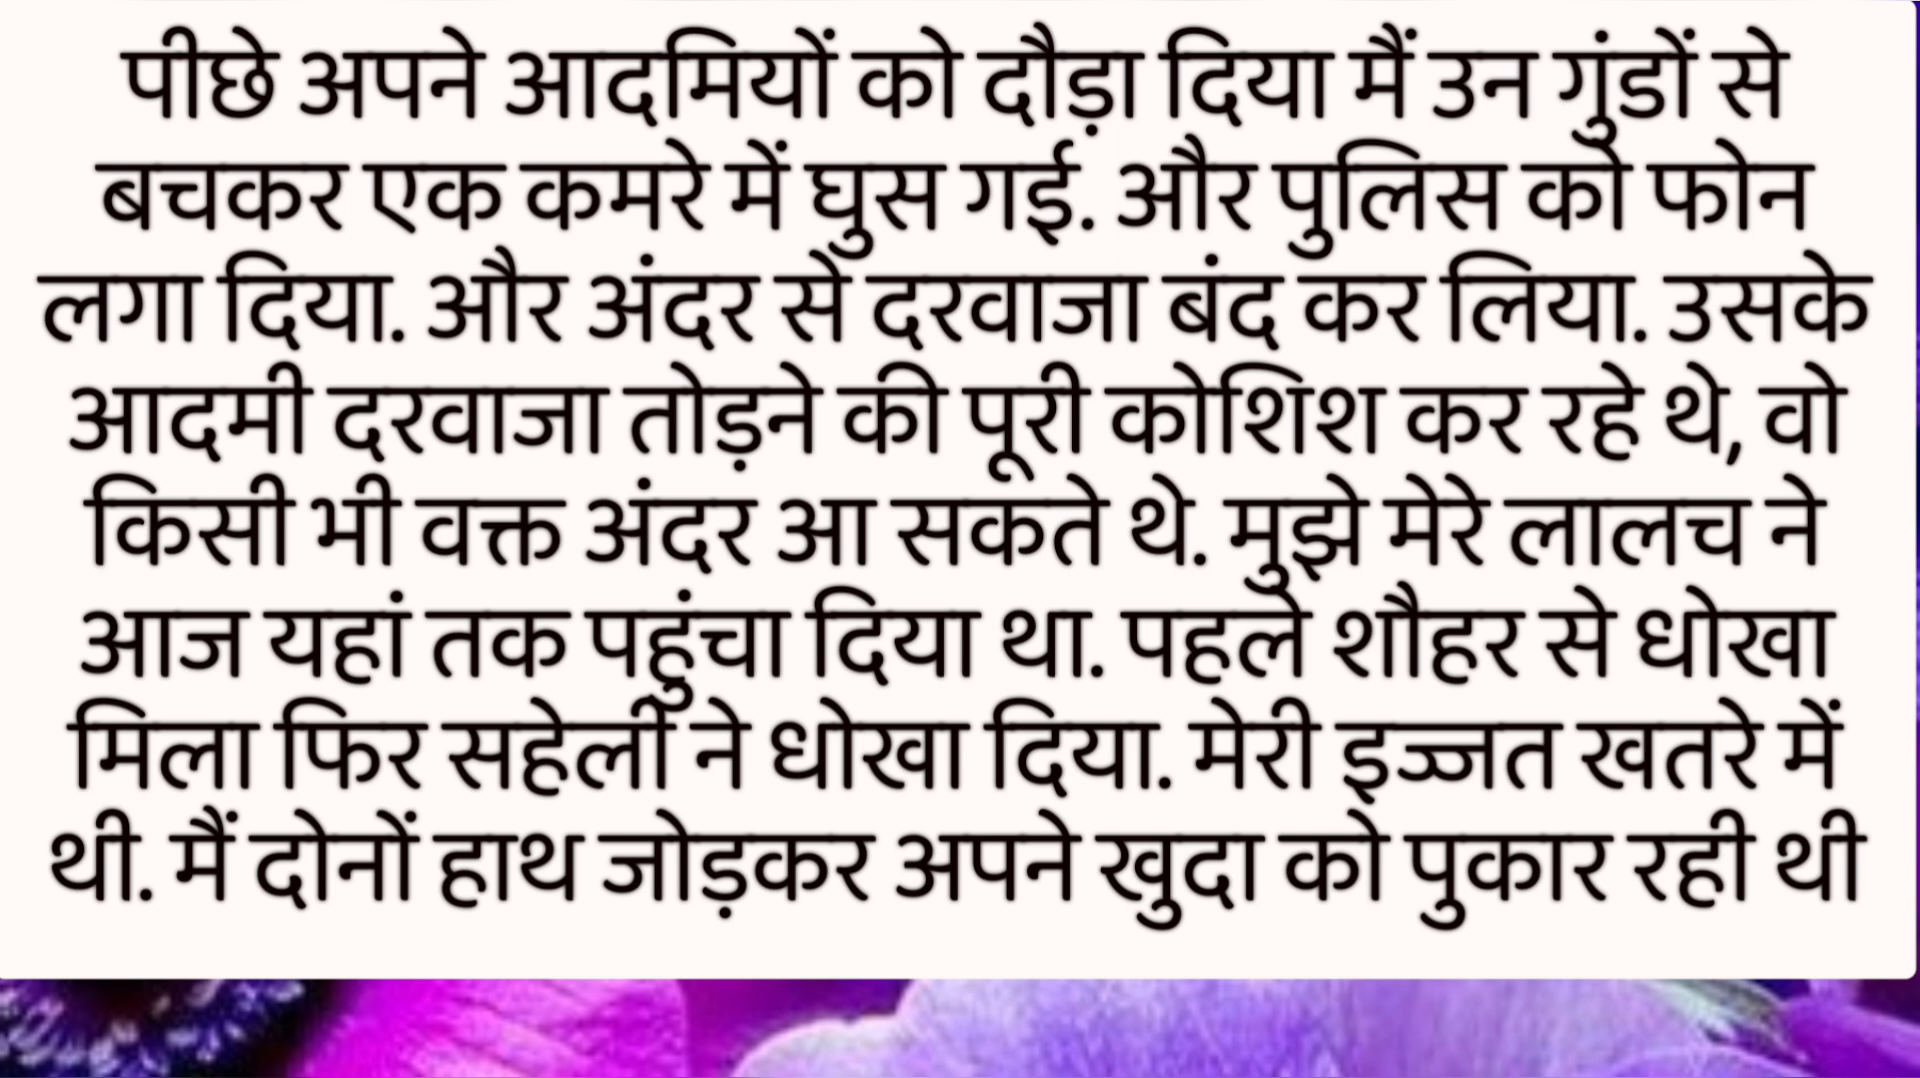 पीछे अपने आदमियों को दौड़ा दिया मैं उन गुंडों से
बचकर एक कमरे में घुस गई. और पुलिस को फोन
लगा दिया. और अंदर से दरवाजा बंद कर लिया. उसके
आदमी दरवाजा तोड़ने की पूरी कोशिश कर रहे थे, वो
किसी भी वक्त अंदर आ सकते थे. मुझे मेरे लालच ने
आज यहां तक पहुंचा दिया था. पहले शौहर से धोखा
मिला फिर सहेली ने धोखा दिया. मेरी इज्जत खतरे में
थी. मैं दोनों हाथ जोड़कर अपने खुदा को पुकार रही थी